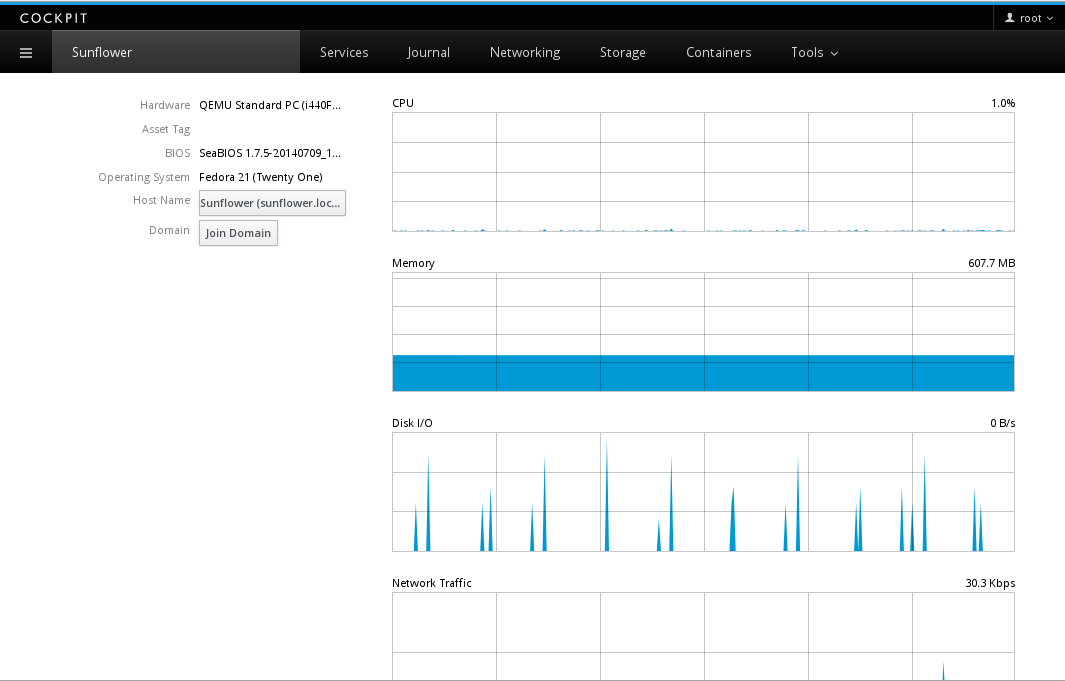 COCKPIT
root
Sunflower
Services
Journal
Networking
Storage
Containers
Tools
Hardware QEMU Standard PC (i440F...
Asset Tag
BIOS SeaBIOS 1.7.5-20140709_1...
Operating System Fedora 21 (Twenty One)
Host Name Sunflower (sunflower.loc...
Domain Join Domain
CPU 1.0%
Memory 607.7 MB
Disk I/O 0 B/s
Network Traffic 30.3 Kbps